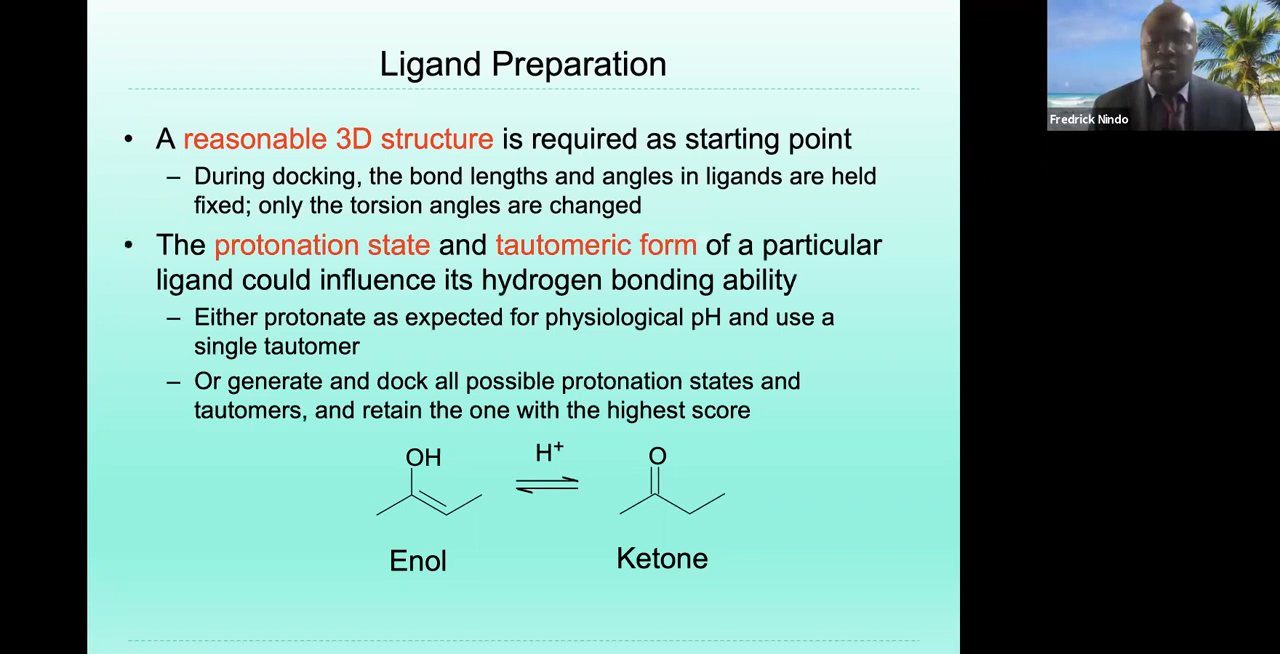 Ligand Preparation
• A reasonable 3D structure is required as starting point
– During docking, the bond lengths and angles in ligands are held
fixed; only the torsion angles are changed
• The protonation state and tautomeric form of a particular
ligand could influence its hydrogen bonding ability
– Either protonate as expected for physiological pH and use a
single tautomer
– Or generate and dock all possible protonation states and
tautomers, and retain the one with the highest score
OH
H⁺
O
Enol
Ketone
Fredrick Nindo